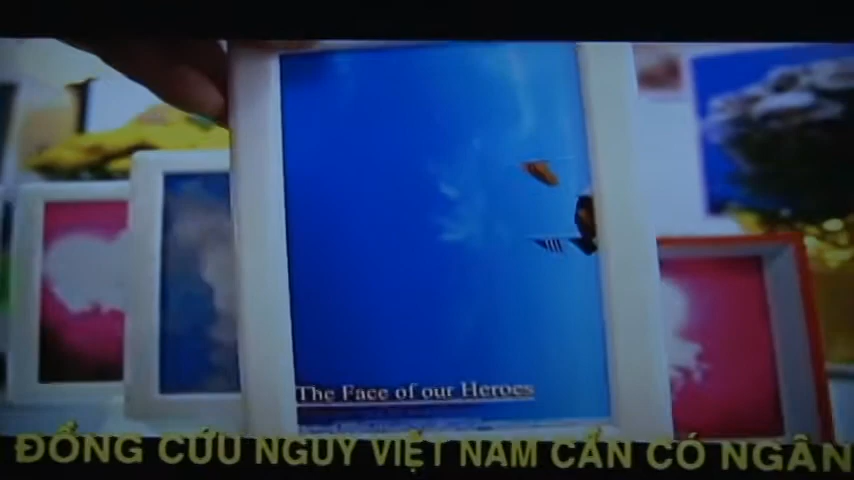 The Face of our Heroes
ĐỒNG CỨU NGUY VIỆT NAM CẦN CÓ NGÂN